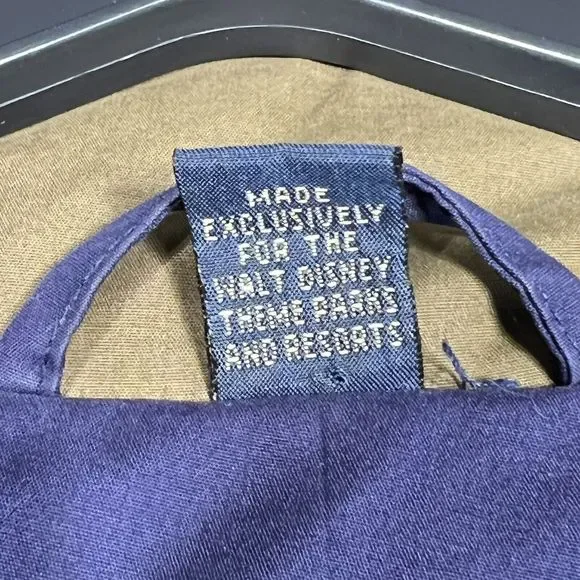 MADE
EXCLUSIVELY
FOR THE
WALT DISNEY
THEME PARKS
AND RESORTS